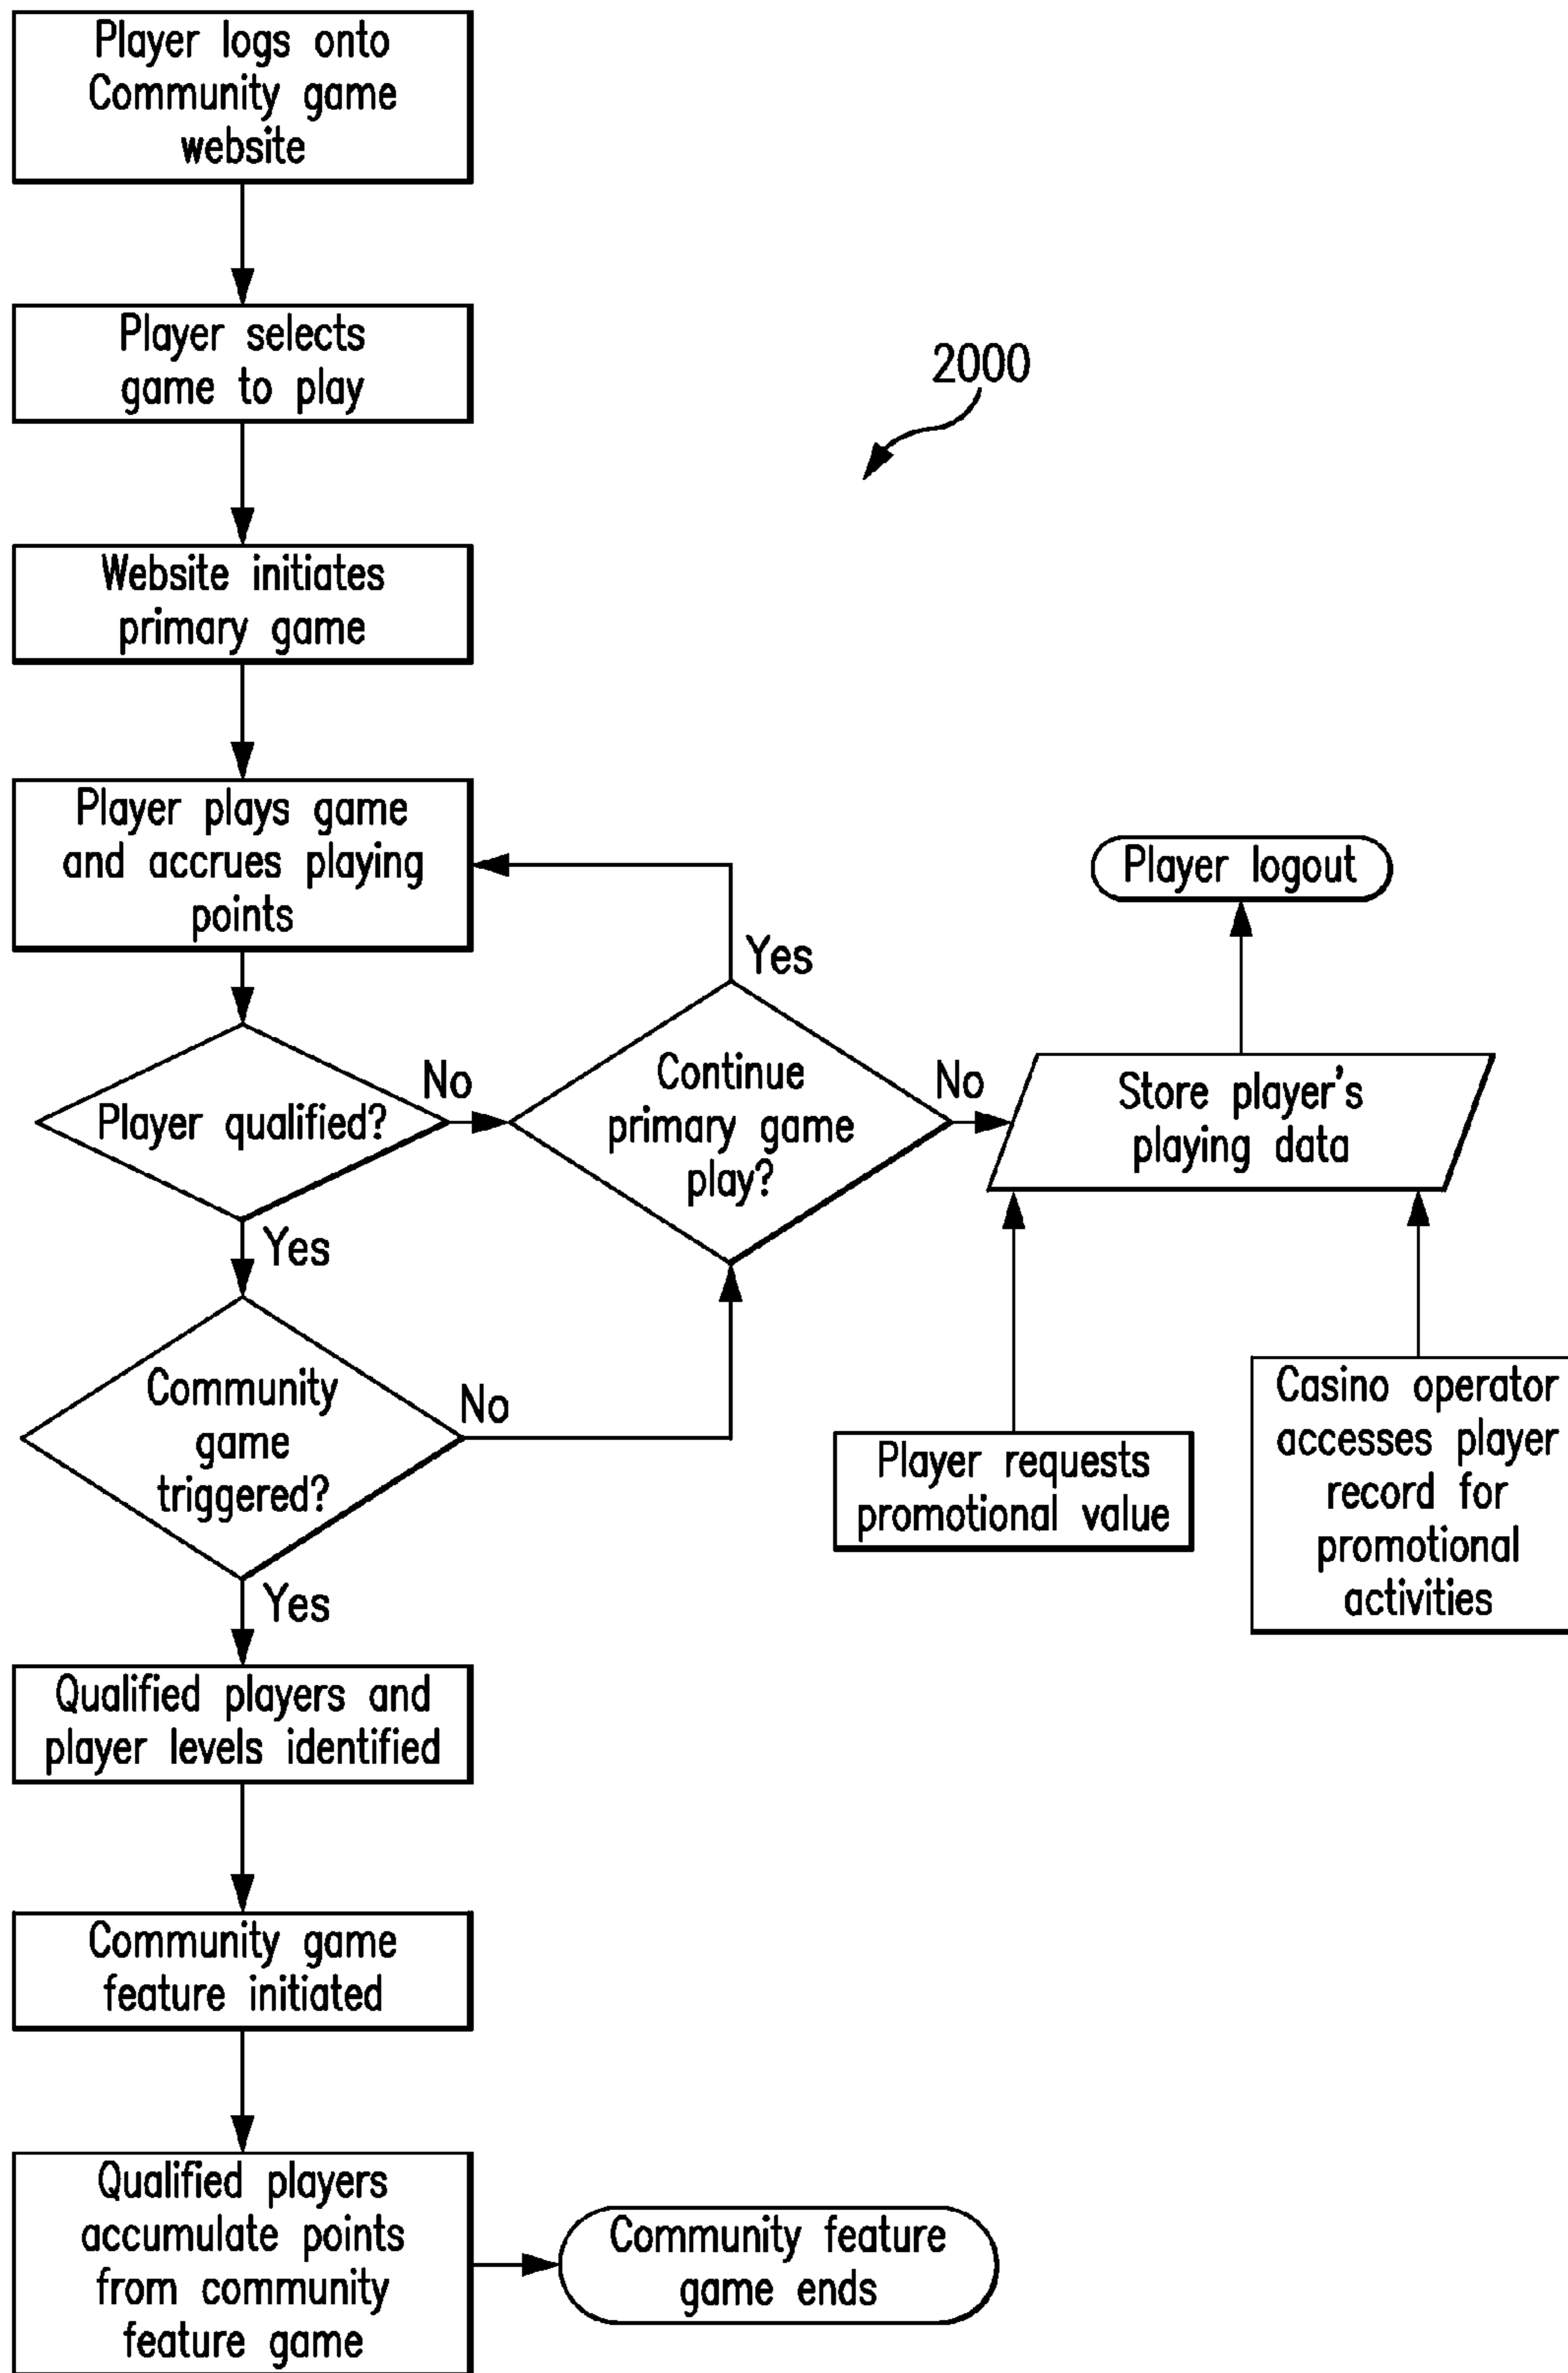 Player logs onto
Community game
website
Player selects
game to play
2000
Website initiates
primary game
Player plays game
and accrues playing
points
Player logout
Yes
Player qualified?
No
Continue
primary game
play?
No
Store player's
playing data
Yes
Community
game
triggered?
No
Player requests
promotional value
Casino operator
accesses player
record for
promotional
activities
Yes
Qualified players and
player levels identified
Community game
feature initiated
Qualified players
accumulate points
from community
feature game
Community feature
game ends